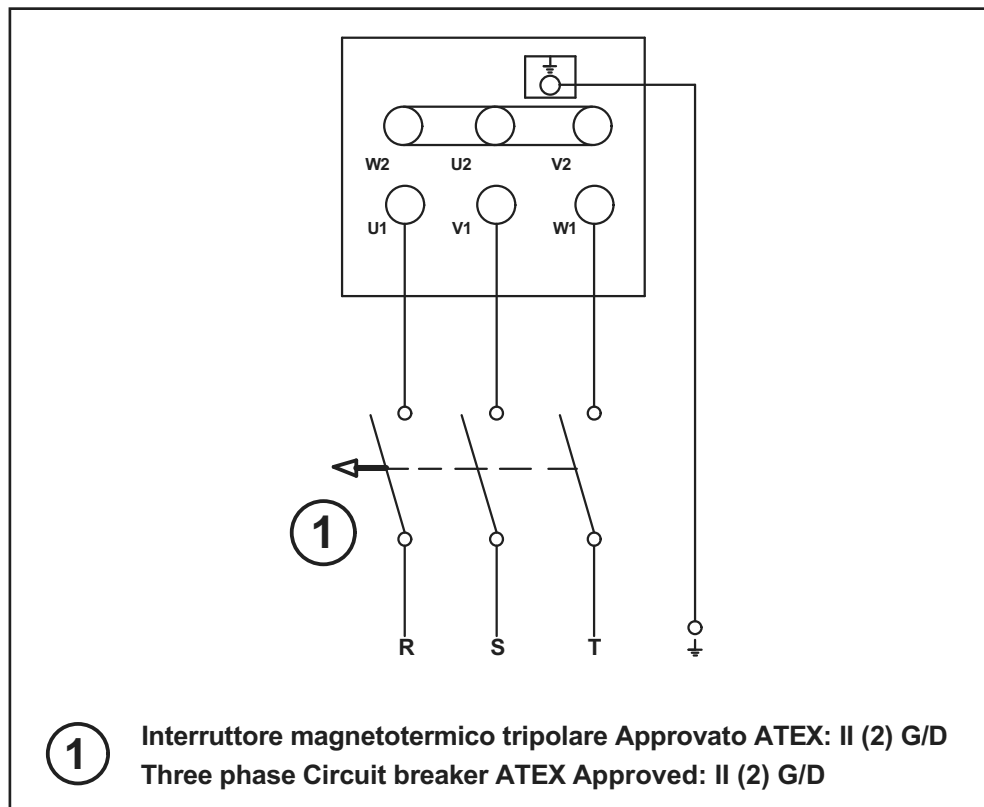 W2 U2 V2
U1 V1 W1
1
R S T
1
Interruttore magnetotermico tripolare Approvato ATEX: II (2) G/D
Three phase Circuit breaker ATEX Approved: II (2) G/D